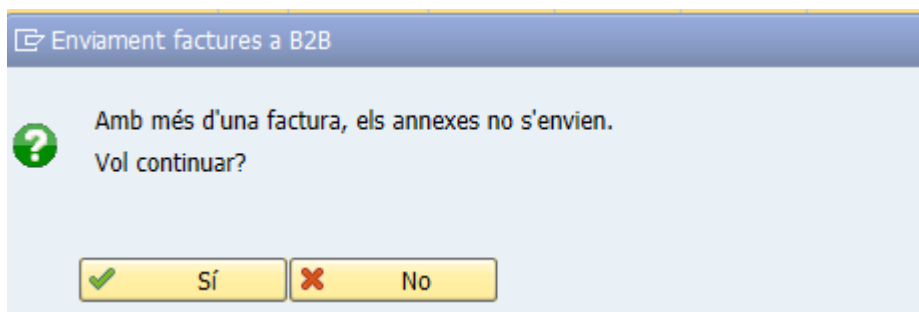 Enviament factures a B2B
Amb més d'una factura, els annexes no s'envien.
Vol continuar?
Sí
No